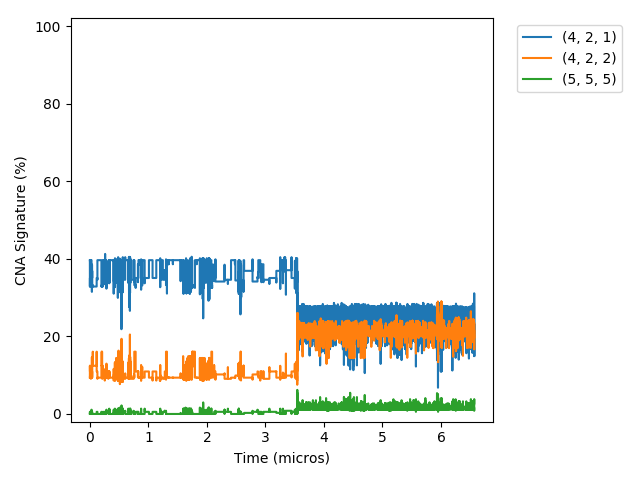 100
80
60
40
20
0
CNA Signature (%)
0 1 2 3 4 5 6
Time (micros)
(4, 2, 1)
(4, 2, 2)
(5, 5, 5)